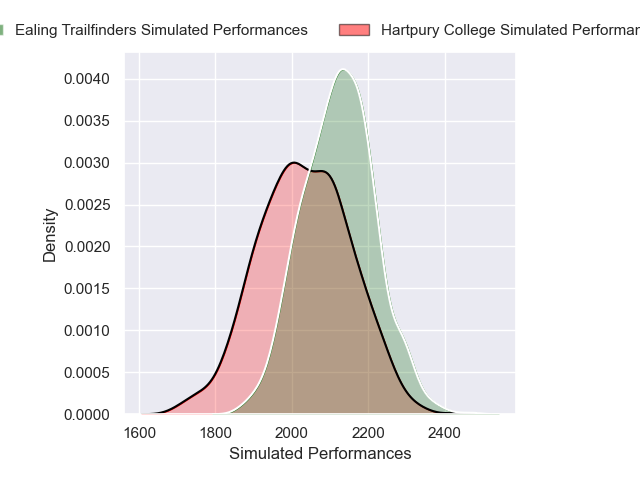 Ealing Trailfinders Simulated Performances
Hartpury College Simulated Performar
0.0040
0.0035
0.0030
0.0025
0.0020
0.0015
0.0010
0.0005
0.0000
Density
1600 1800 2000 2200 2400
Simulated Performances